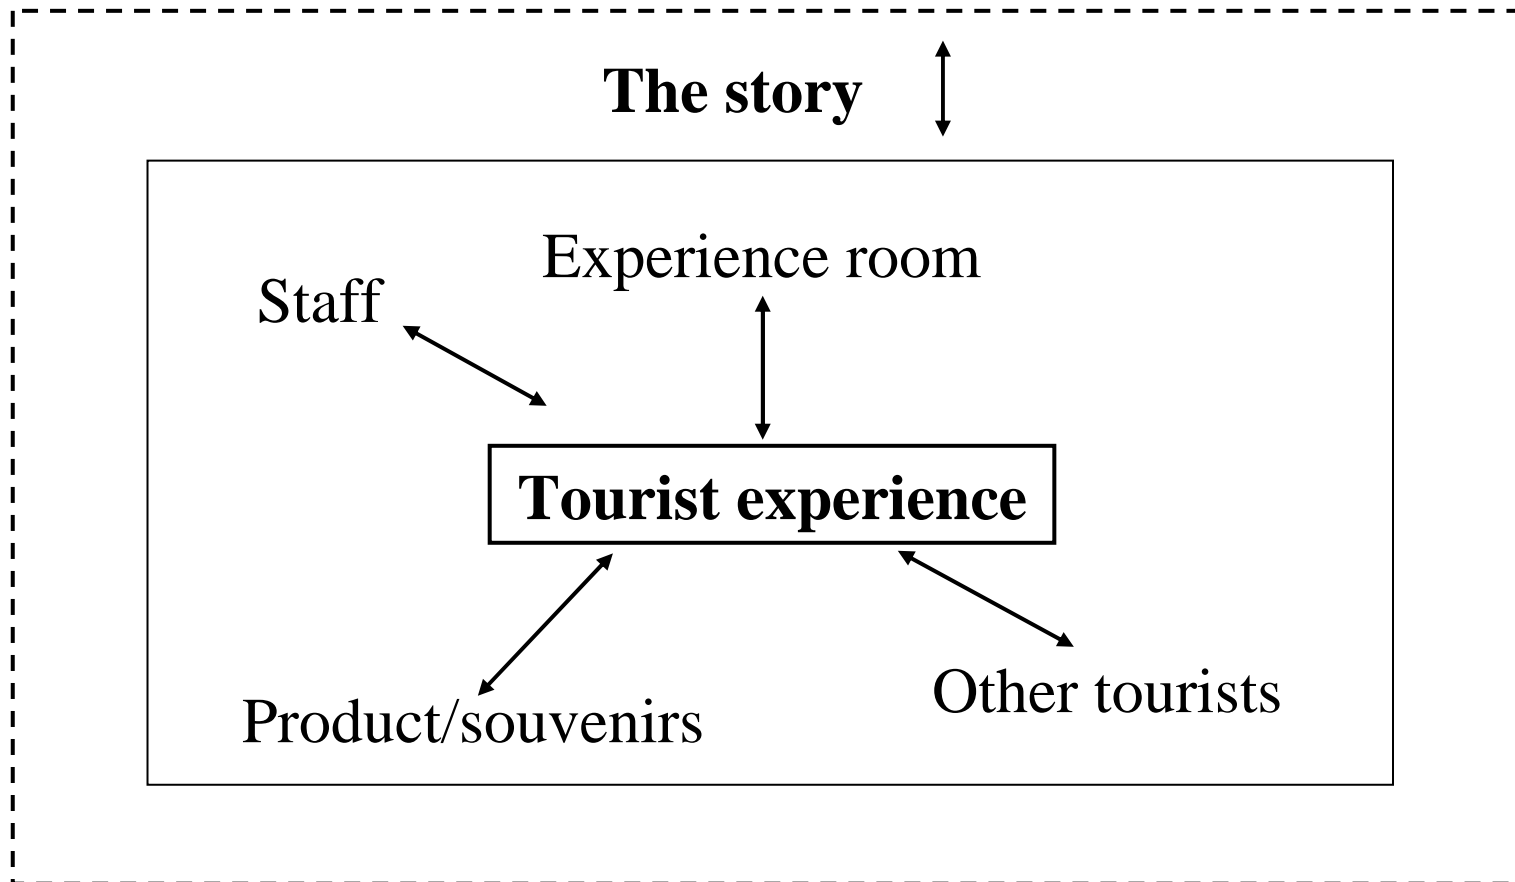 The story
Experience room
Staff
Tourist experience
Other tourists
Product/souvenirs